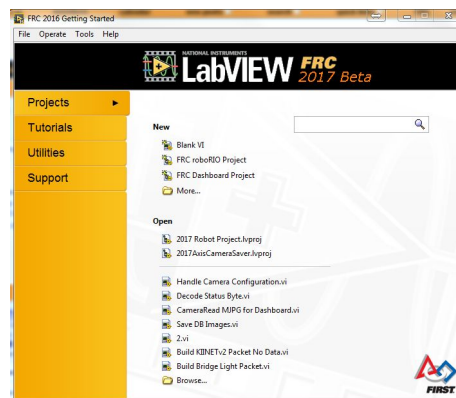 FRC 2016 Getting Started
File Operate Tools Help
NATIONAL INSTRUMENTS
LabVIEW FRC
2017 Beta
Projects
Tutorials
Utilities
Support
New
Blank VI
FRC roboRIO Project
FRC Dashboard Project
More...
Open
2017 Robot Project.lvproj
2017AxisCameraSaver.lvproj
Handle Camera Configuration.vi
Decode Status Byte.vi
CameraRead MJPG for Dashboard.vi
Save DB Images.vi
2.vi
Build KIINETv2 Packet No Data.vi
Build Bridge Light Packet.vi
Browse...
FIRST